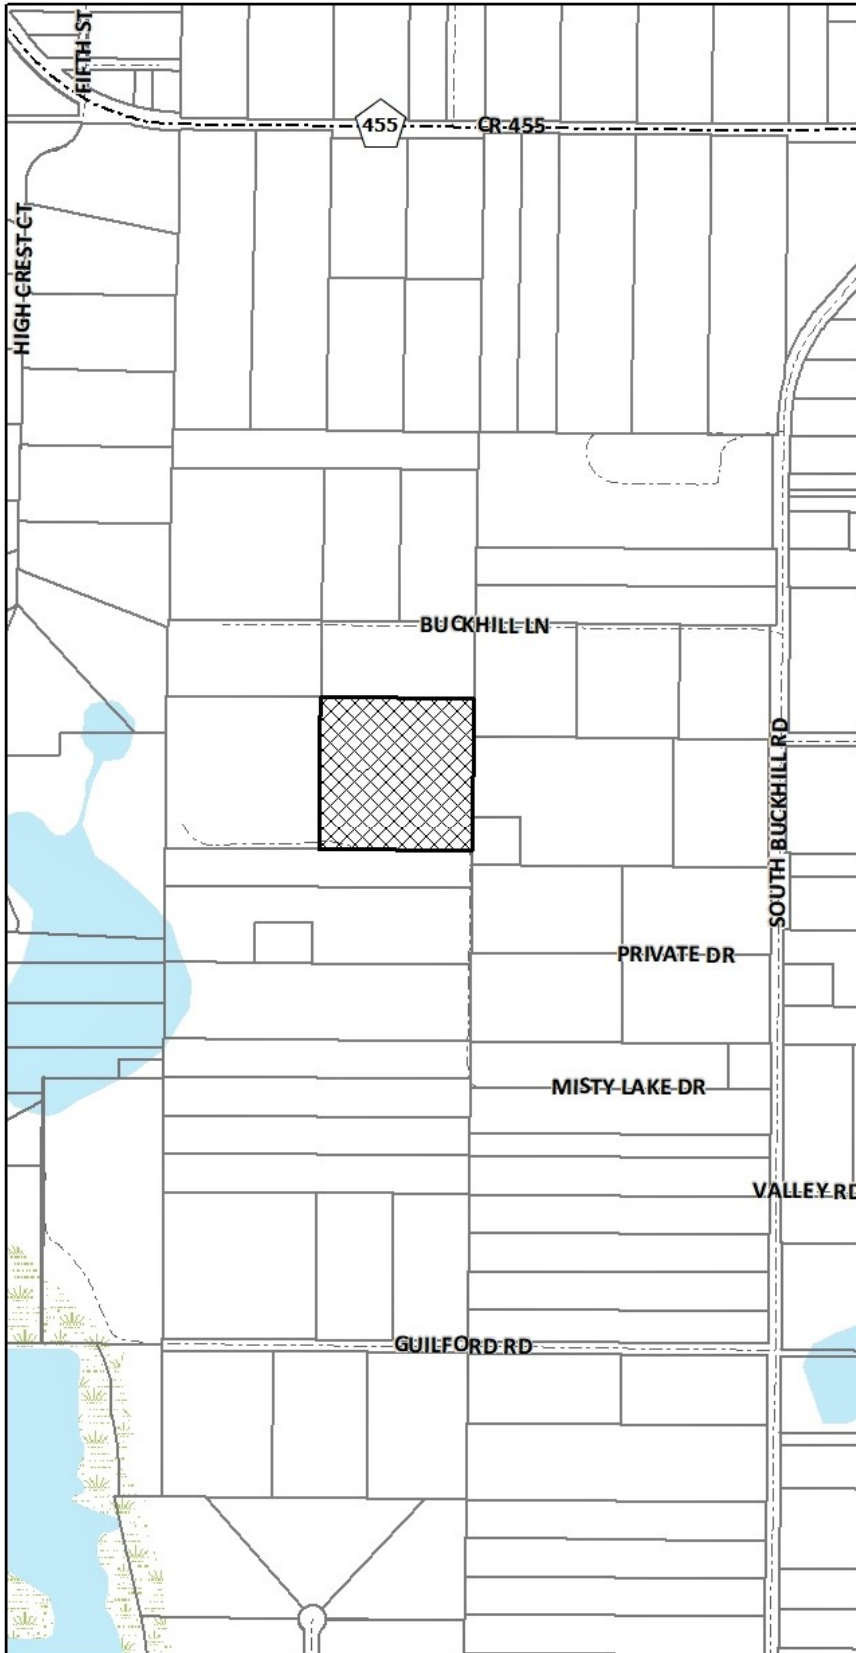 FIFTH ST
455
CR 455
HIGH CREST CT
BUCKHILL LN
SOUTH BUCKHILL RD
PRIVATE DR
MISTY LAKE DR
VALLEY RD
GUILFORD RD